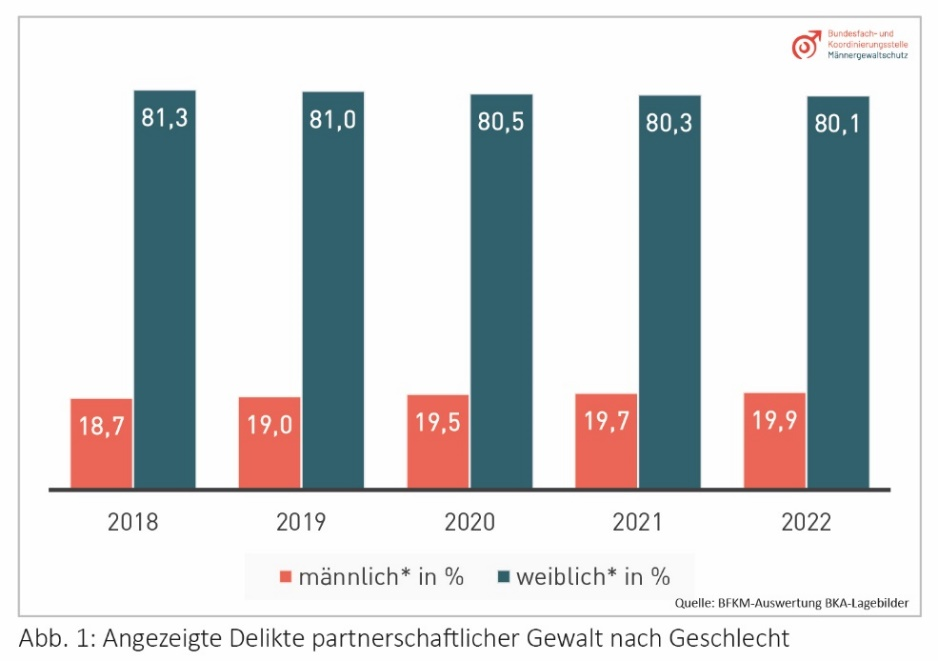 Bundesfach- und
Koordinierungsstelle
Männergewaltschutz
81,3 81,0 80,5 80,3 80,1
18,7 19,0 19,5 19,7 19,9
2018 2019 2020 2021 2022
männlich* in % weiblich* in %
Quelle: BFKM-Auswertung BKA-Lagebilder
Abb. 1: Angezeigte Delikte partnerschaftlicher Gewalt nach Geschlecht